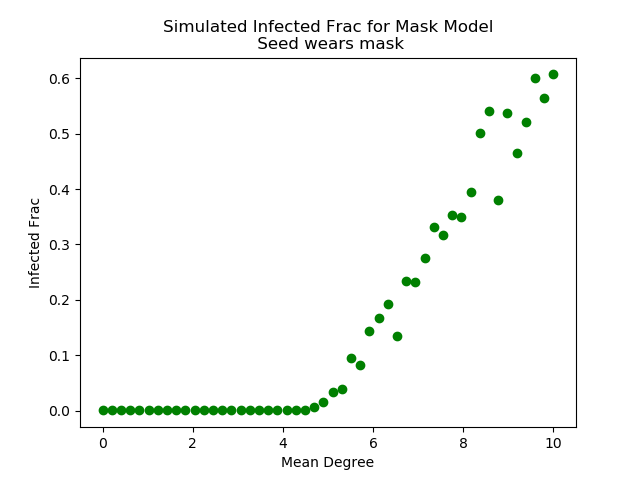 Simulated Infected Frac for Mask Model
Seed wears mask
0.6
0.5
0.4
0.3
0.2
0.1
0.0
Infected Frac
0 2 4 6 8 10
Mean Degree